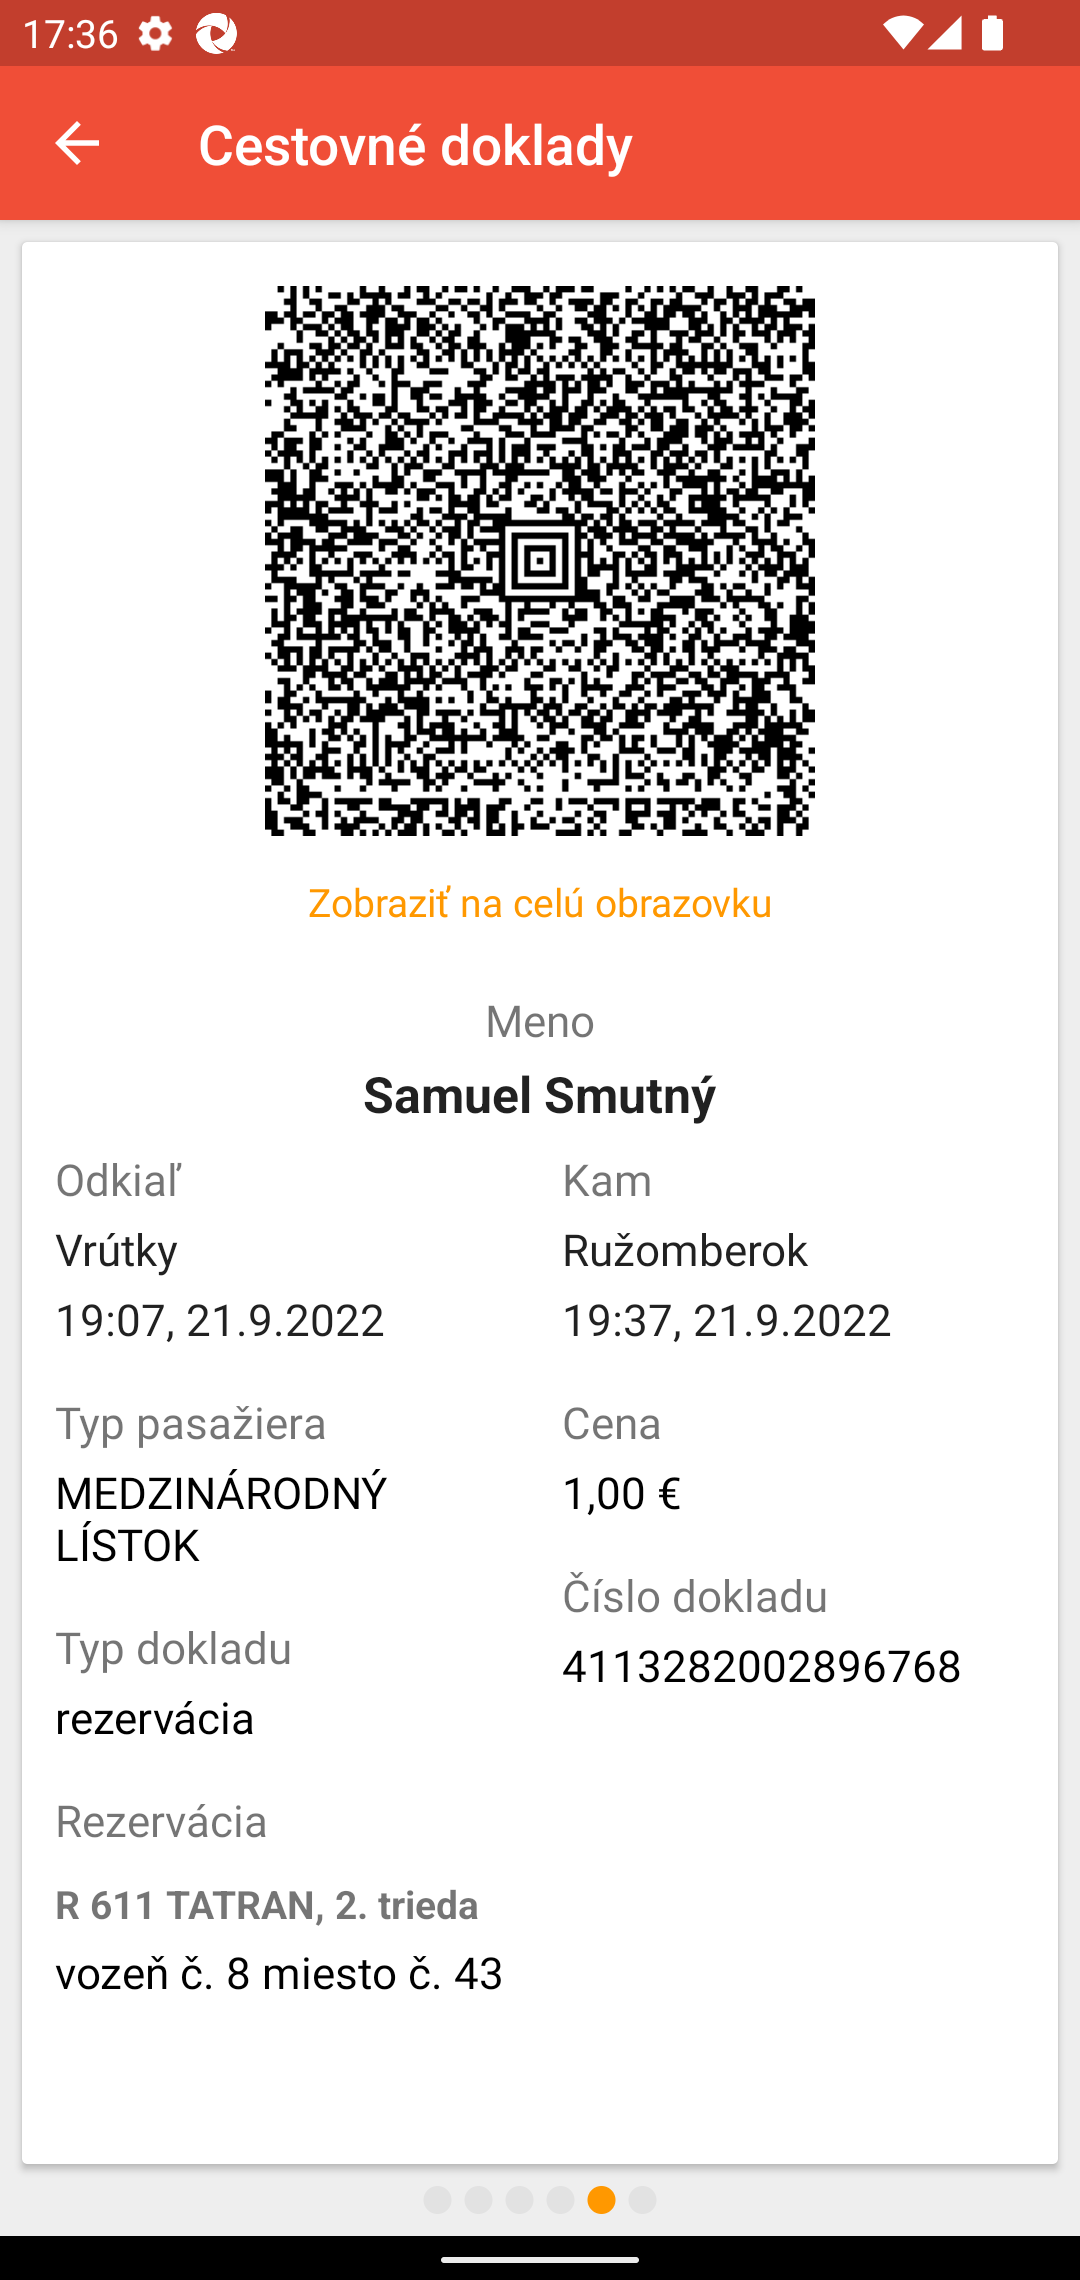 17:36
Cestovné doklady
Zobraziť na celú obrazovku
Meno
Samuel Smutný
Odkiaľ
Vrútky
19:07, 21.9.2022
Kam
Ružomberok
19:37, 21.9.2022
Typ pasažiera
MEDZINÁRODNÝ
LÍSTOK
Cena
1,00 €
Typ dokladu
rezervácia
Číslo dokladu
4113282002896768
Rezervácia
R 611 TATRAN, 2. trieda
vozeň č. 8 miesto č. 43